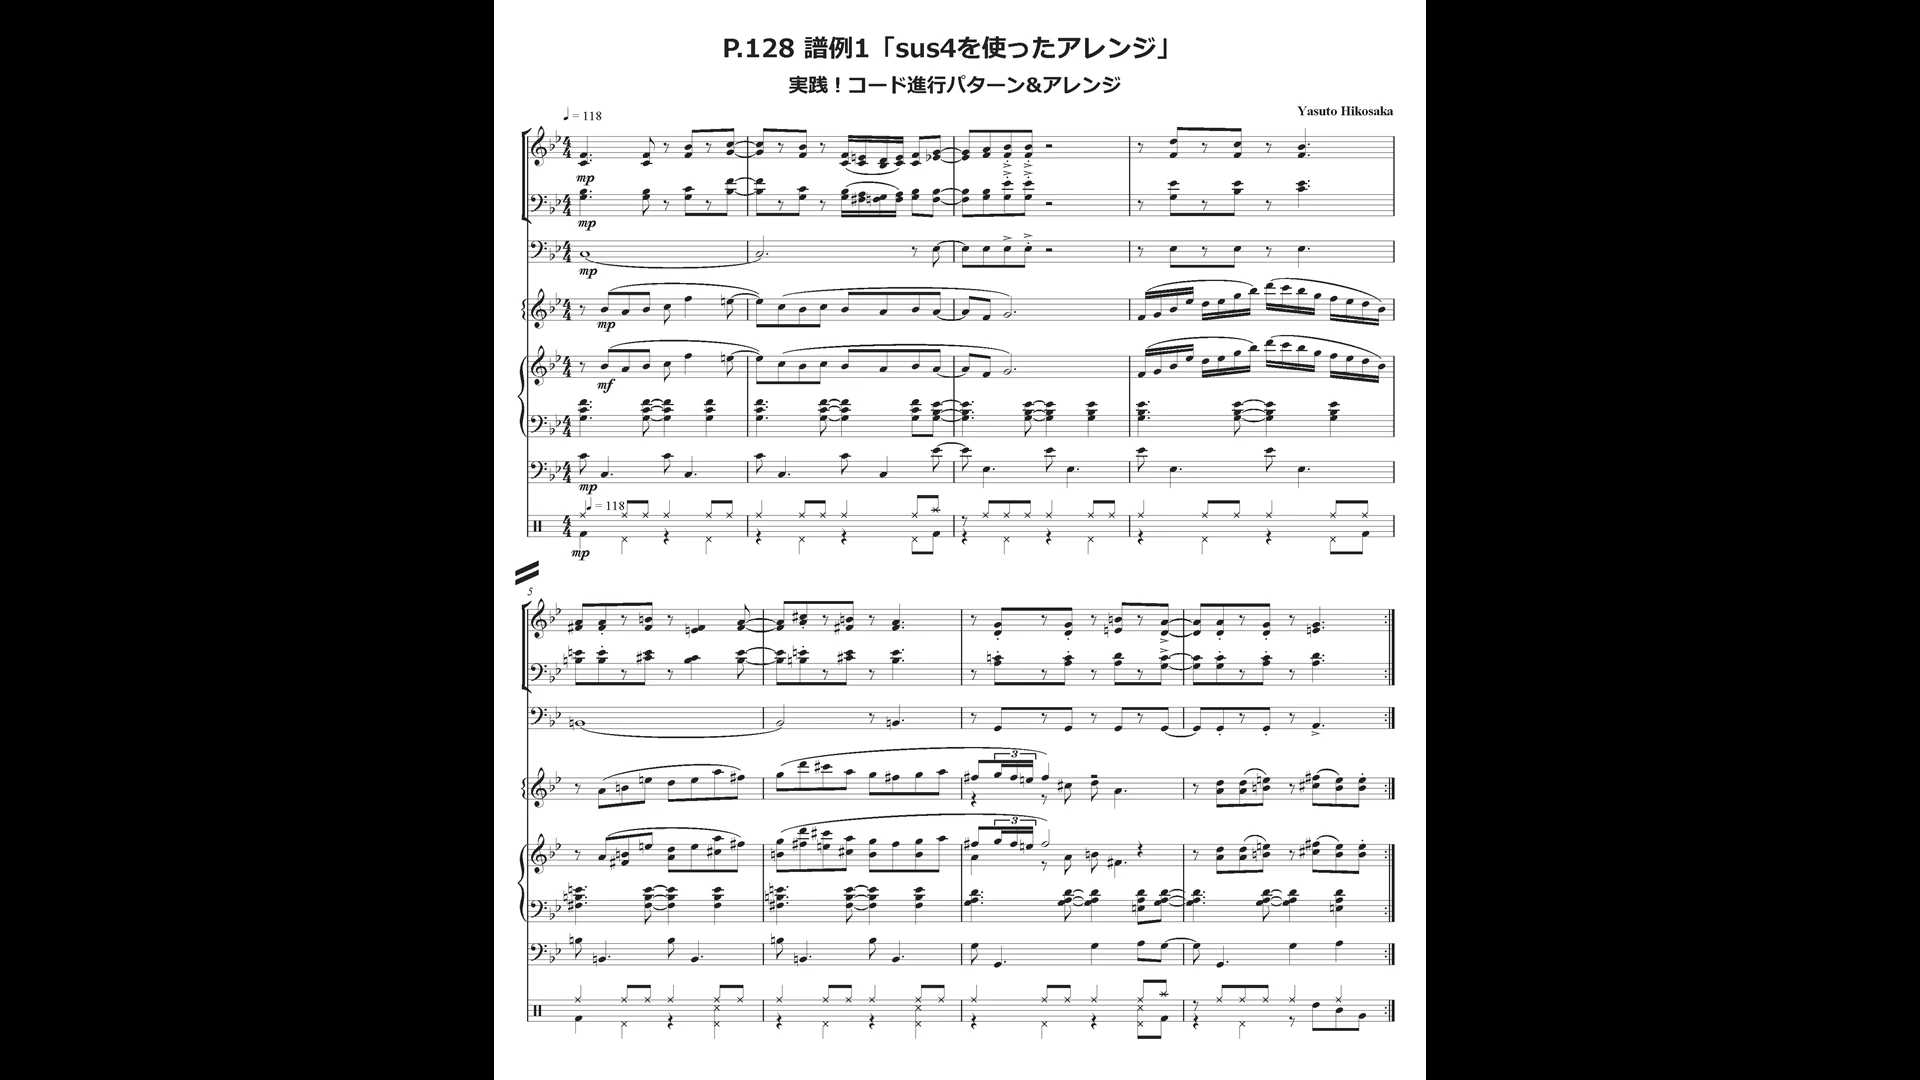 P.128 譜例1「sus4を使ったアレンジ」
実践！コード進行パターン&アレンジ
♩= 118
Yasuto Hikosaka
mp
mp
mp
mp
mf
mp
♩= 118
mp
5
3
3